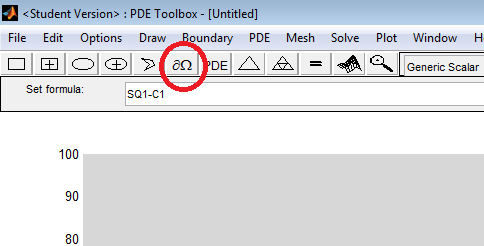 <Student Version> : PDE Toolbox - [Untitled]
File Edit Options Draw Boundary PDE Mesh Solve Plot Window
∂Ω PDE = Generic Scalar
Set formula: SQ1-C1
100
90
80